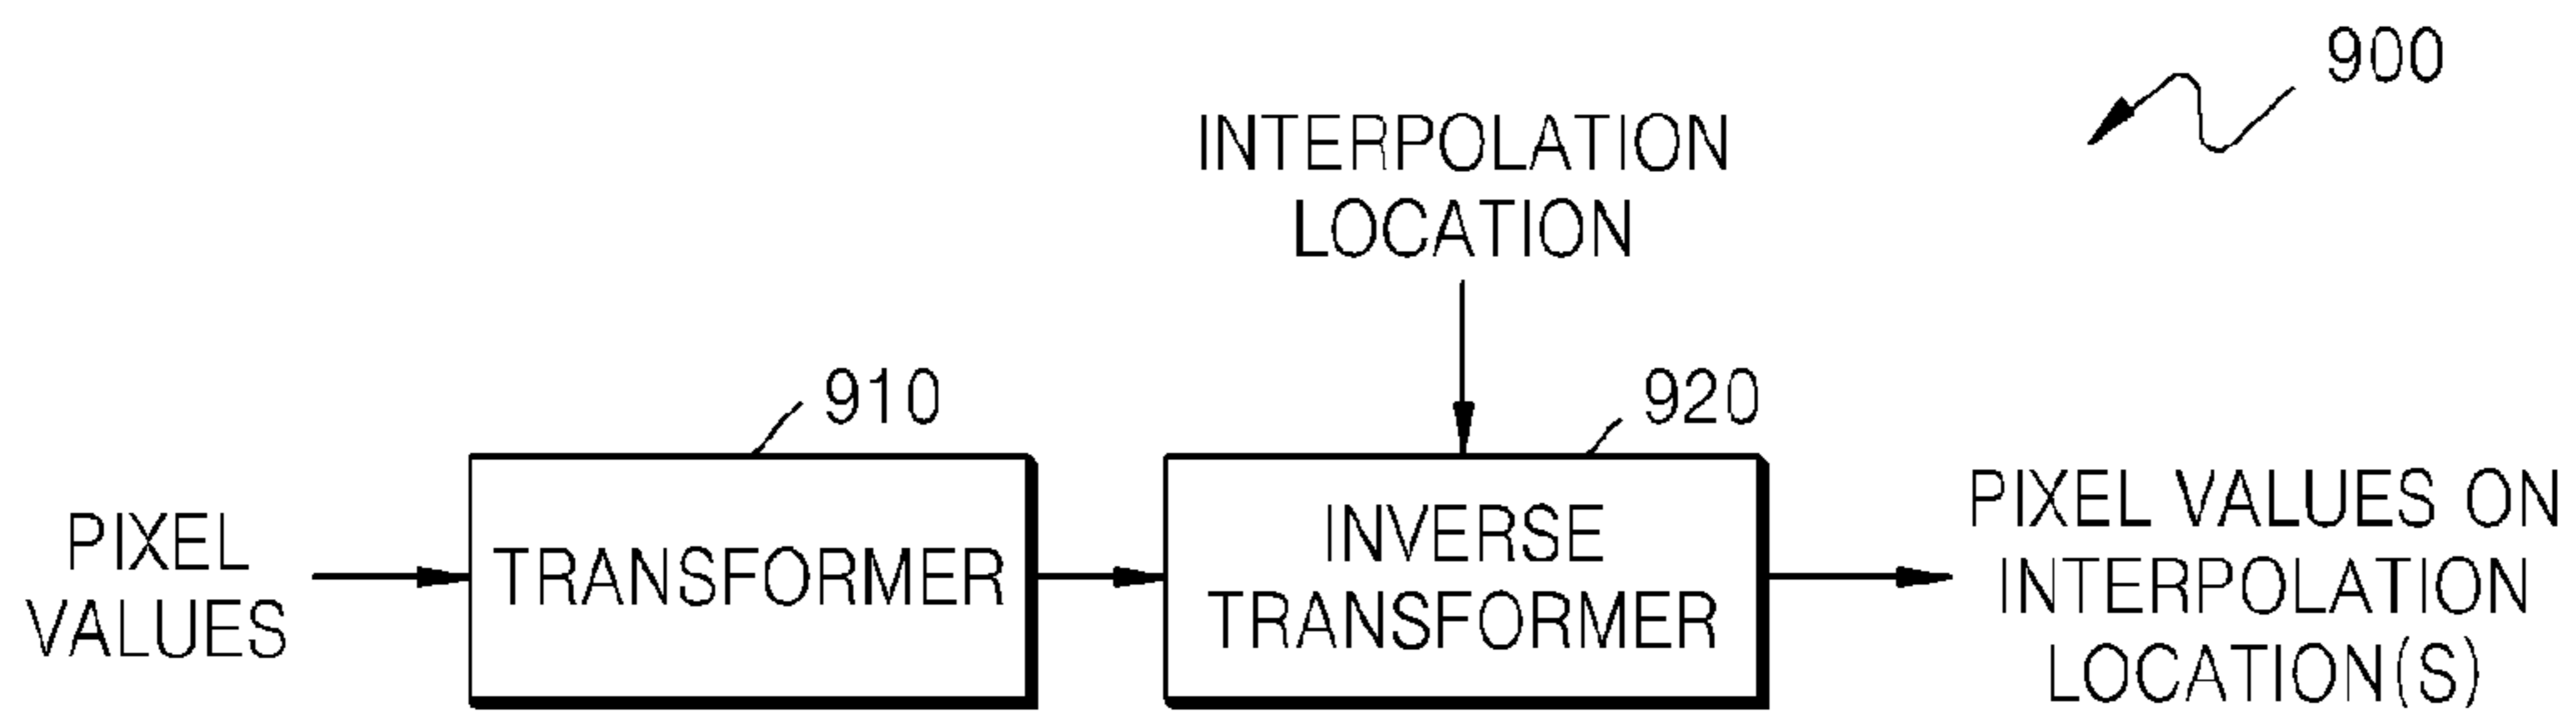 900
INTERPOLATION
LOCATION
910
920
PIXEL
VALUES
TRANSFORMER
INVERSE
TRANSFORMER
PIXEL VALUES ON
INTERPOLATION
LOCATION(S)